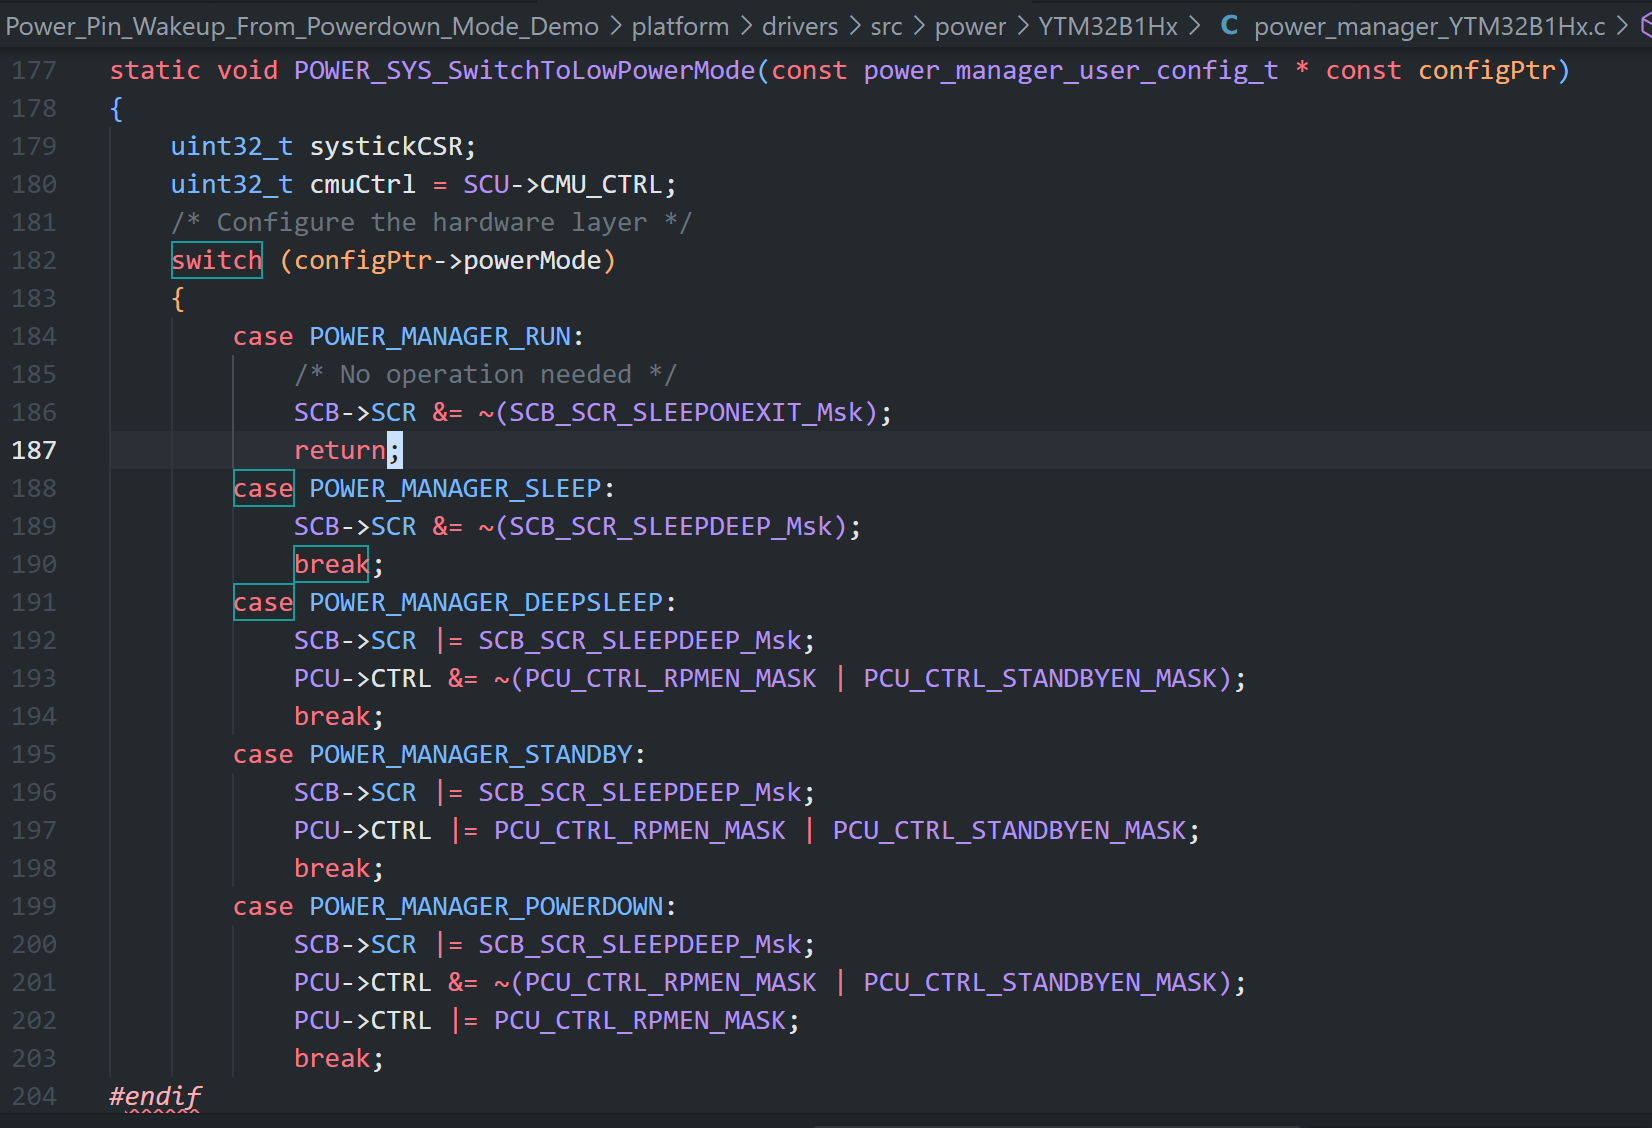 Power_Pin_Wakeup_From_Powerdown_Mode_Demo > platform > drivers > src > power > YTM32B1Hx > C power_manager_YTM32B1Hx.c >
177 static void POWER_SYS_SwitchToLowPowerMode(const power_manager_user_config_t * const configPtr)
178 {
179     uint32_t systickCSR;
180     uint32_t cmuCtrl = SCU->CMU_CTRL;
181     /* Configure the hardware layer */
182     switch (configPtr->powerMode)
183     {
184         case POWER_MANAGER_RUN:
185             /* No operation needed */
186             SCB->SCR &= ~(SCB_SCR_SLEEPONEXIT_Msk);
187             return;
188         case POWER_MANAGER_SLEEP:
189             SCB->SCR &= ~(SCB_SCR_SLEEPDEEP_Msk);
190             break;
191         case POWER_MANAGER_DEEPSLEEP:
192             SCB->SCR |= SCB_SCR_SLEEPDEEP_Msk;
193             PCU->CTRL &= ~(PCU_CTRL_RPMEN_MASK | PCU_CTRL_STANDBYEN_MASK);
194             break;
195         case POWER_MANAGER_STANDBY:
196             SCB->SCR |= SCB_SCR_SLEEPDEEP_Msk;
197             PCU->CTRL |= PCU_CTRL_RPMEN_MASK | PCU_CTRL_STANDBYEN_MASK;
198             break;
199         case POWER_MANAGER_POWERDOWN:
200             SCB->SCR |= SCB_SCR_SLEEPDEEP_Msk;
201             PCU->CTRL &= ~(PCU_CTRL_RPMEN_MASK | PCU_CTRL_STANDBYEN_MASK);
202             PCU->CTRL |= PCU_CTRL_RPMEN_MASK;
203             break;
204 #endif